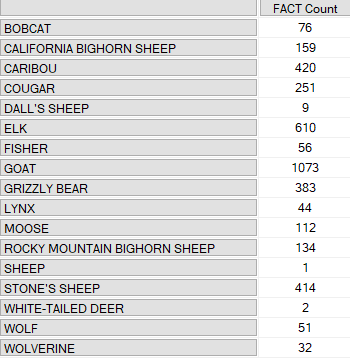 FACT Count
BOBCAT 76
CALIFORNIA BIGHORN SHEEP 159
CARIBOU 420
COUGAR 251
DALL'S SHEEP 9
ELK 610
FISHER 56
GOAT 1073
GRIZZLY BEAR 383
LYNX 44
MOOSE 112
ROCKY MOUNTAIN BIGHORN SHEEP 134
SHEEP 1
STONE'S SHEEP 414
WHITE-TAILED DEER 2
WOLF 51
WOLVERINE 32